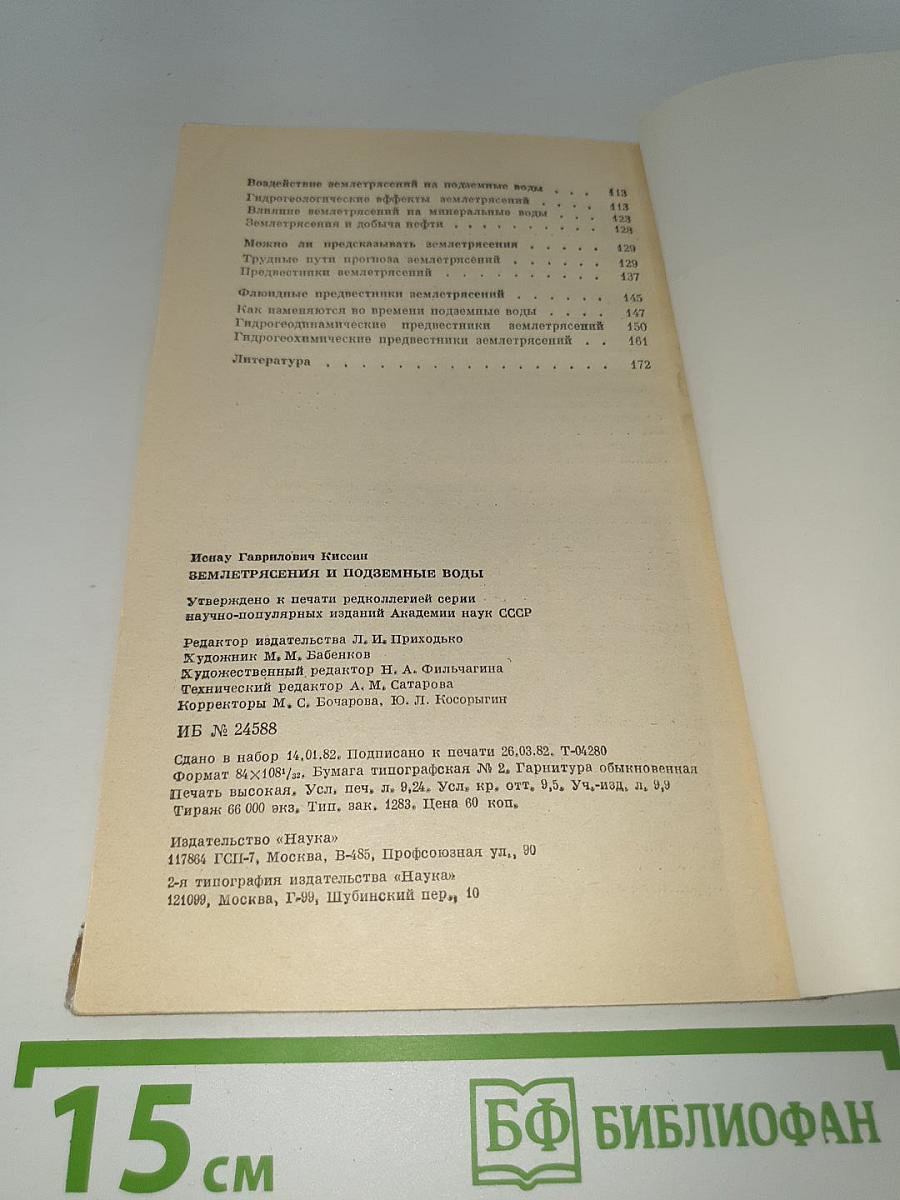 Воздействие землетрясений на подземные воды . . . 113
Гидрогеологические эффекты землетрясений . . . . 113
Влияние землетрясений на минеральные воды . . . 123
Землетрясения и добыча нефти . . . . . . . . . . 128
Можно ли предсказывать землетрясения . . . . . 129
Трудные пути прогноза землетрясений . . . . . . 129
Предвестники землетрясений . . . . . . . . . . 137
Флюидные предвестники землетрясений . . . . . . 145
Как изменяются во времени подземные воды . . . . 147
Гидрогеодинамические предвестники землетрясений 150
Гидрогеохимические предвестники землетрясений . . 161
Литература . . . . . . . . . . . . . . . . . 172
Исаак Гаврилович Киссин
ЗЕМЛЕТРЯСЕНИЯ И ПОДЗЕМНЫЕ ВОДЫ
Утверждено к печати редколлегией серии
научно-популярных изданий Академии наук СССР
Редактор издательства Л. И. Приходько
Художник М. М. Бабенков
Художественный редактор Н. А. Фильчагина
Технический редактор А. М. Сатарова
Корректоры М. С. Бочарова, Ю. Л. Косорыгин
ИБ № 24588
Сдано в набор 14.01.82. Подписано к печати 26.03.82. Т-04280
Формат 84×108¹/₃₂. Бумага типографская № 2. Гарнитура обыкновенная
Печать высокая. Усл. печ. л. 9,24. Усл. кр. отт. 9,5. Уч.-изд. л. 9,9
Тираж 66 000 экз. Тип. зак. 1283. Цена 60 коп.
Издательство «Наука»
117864 ГСП-7, Москва, В-485, Профсоюзная ул., 90
2-я типография издательства «Наука»
121099, Москва, Г-99, Шубинский пер., 10
15 см
БФ БИБЛИОФАН